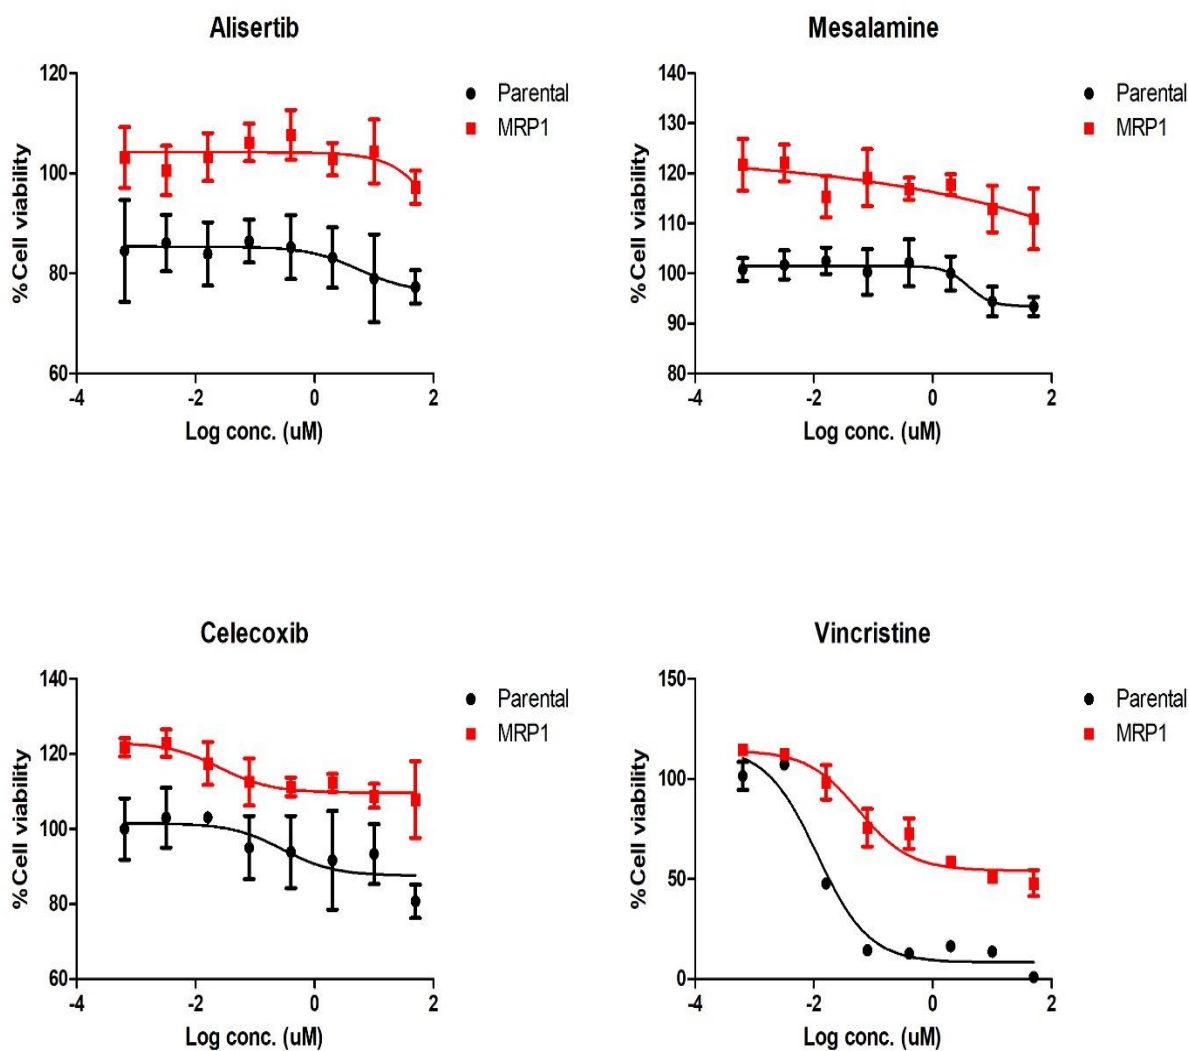 Alisertib
120
100
80
60
%Cell viability
-4 -2 0 2
Log conc. (uM)
Parental
MRP1
Mesalamine
140
130
120
110
100
90
80
%Cell viability
-4 -2 0 2
Log conc. (uM)
Parental
MRP1
Celecoxib
140
120
100
80
60
%Cell viability
-4 -2 0 2
Log conc. (uM)
Parental
MRP1
Vincristine
150
100
50
0
%Cell viability
-4 -2 0 2
Log conc. (uM)
Parental
MRP1